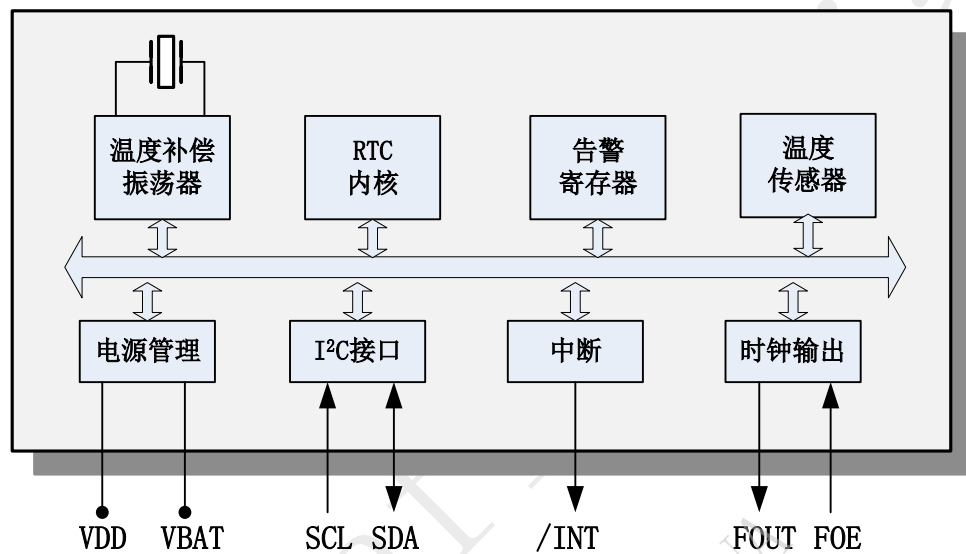 温度补偿
振荡器
RTC
内核
告警
寄存器
温度
传感器
电源管理
I²C接口
中断
时钟输出
VDD
VBAT
SCL
SDA
/INT
FOUT
FOE